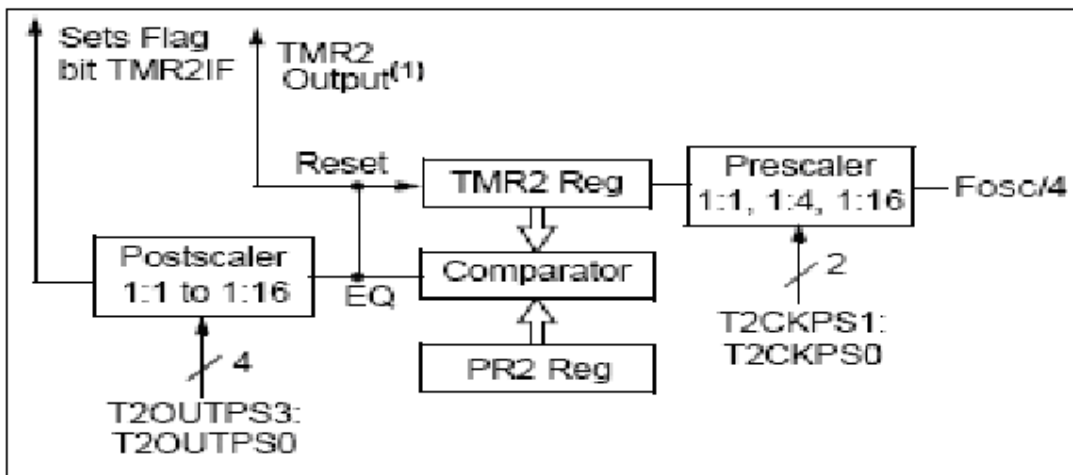 Sets Flag
bit TMR2IF
TMR2
Output(1)
Reset
TMR2 Reg
Prescaler
1:1, 1:4, 1:16
Fosc/4
Postscaler
1:1 to 1:16
EQ
Comparator
2
T2CKPS1:
T2CKPS0
4
PR2 Reg
T2OUTPS3:
T2OUTPS0